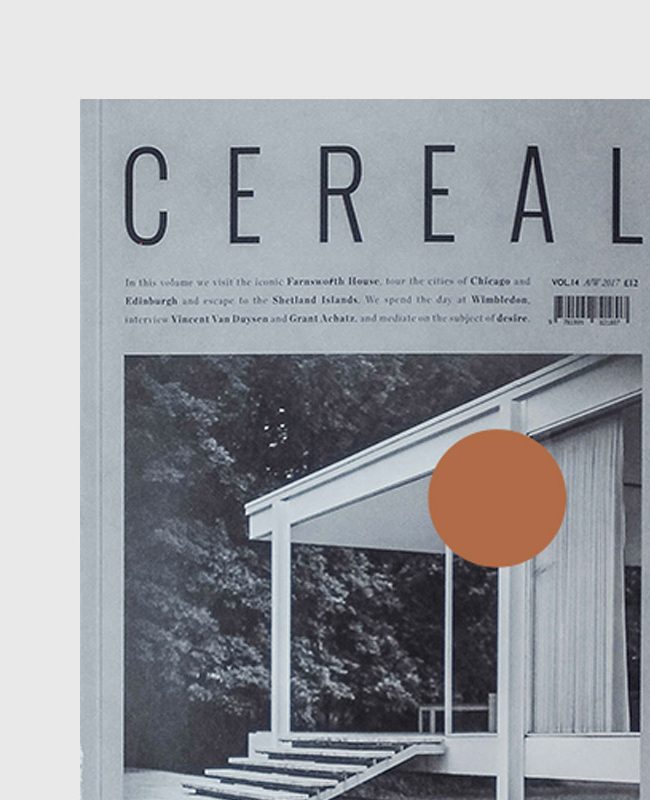 CEREAL
In this volume we visit the iconic Farnsworth House, tour the cities of Chicago and
Edinburgh and escape to the Shetland Islands. We spend the day at Wimbledon,
interview Vincent Van Duysen and Grant Achatz, and mediate on the subject of desire.
VOL.14 A/W 2017 £12